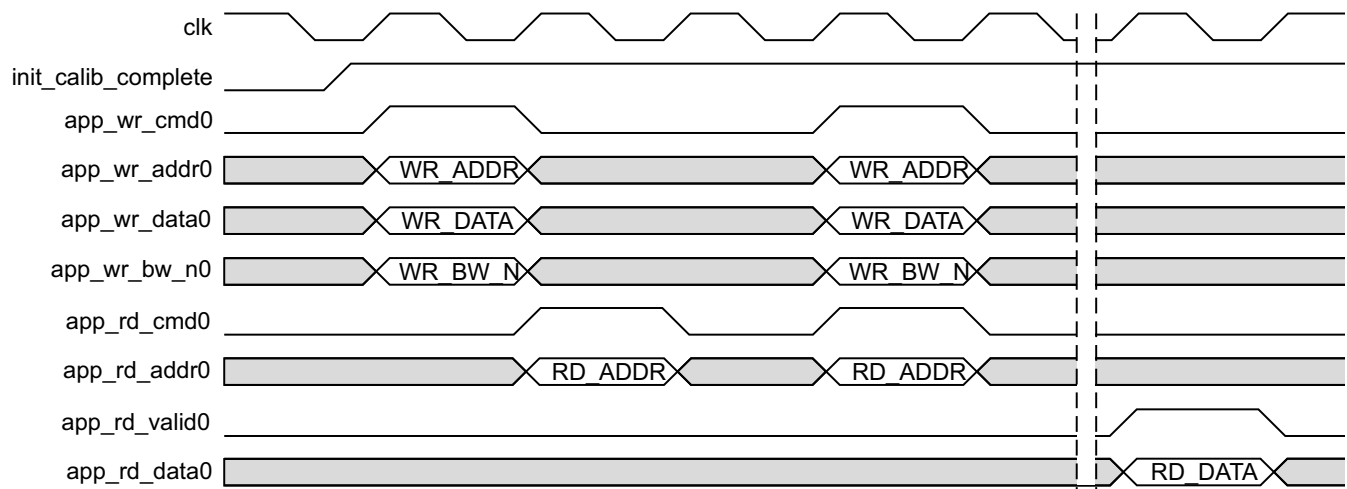 clk
init_calib_complete
app_wr_cmd0
app_wr_addr0 WR_ADDR WR_ADDR
app_wr_data0 WR_DATA WR_DATA
app_wr_bw_n0 WR_BW_N WR_BW_N
app_rd_cmd0
app_rd_addr0 RD_ADDR RD_ADDR
app_rd_valid0
app_rd_data0 RD_DATA